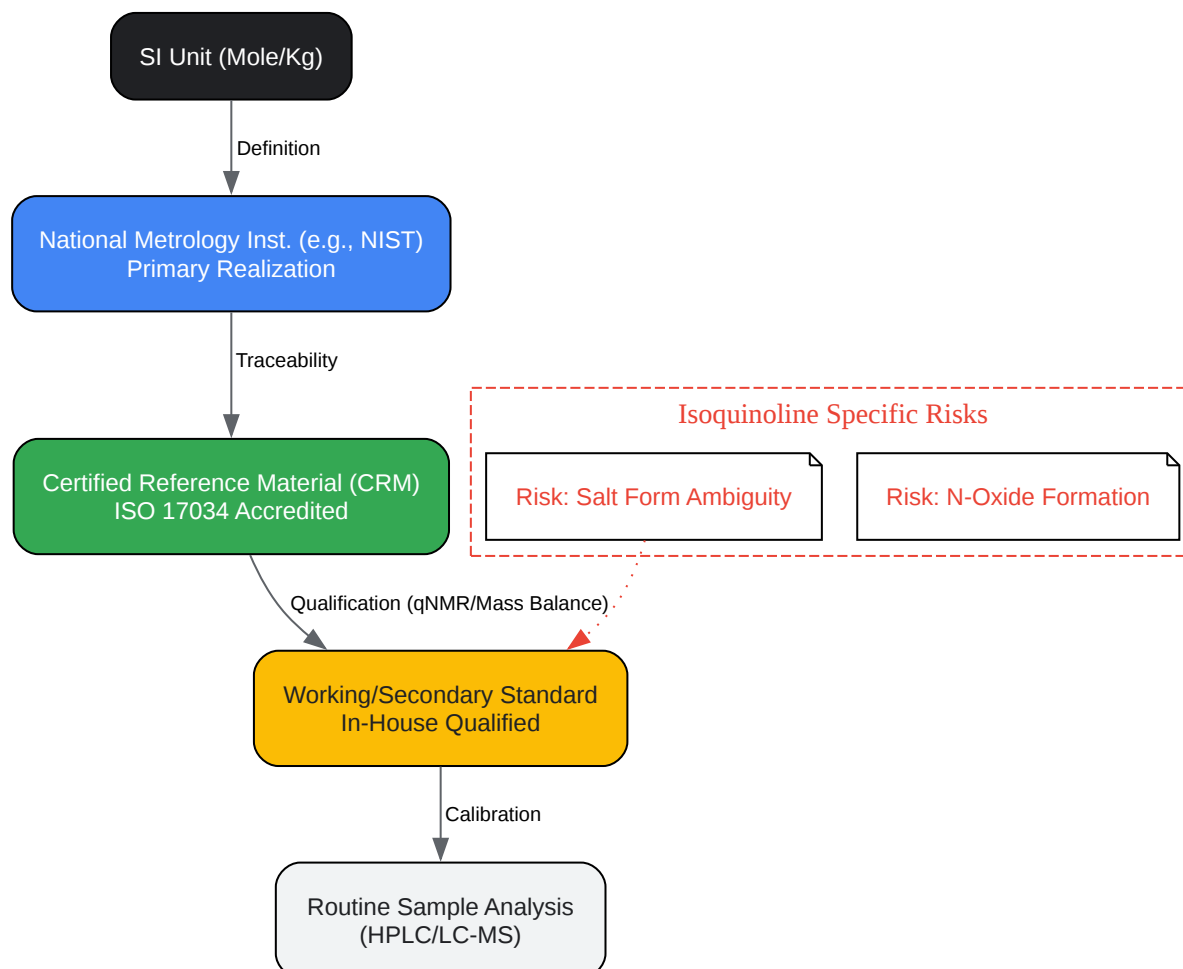 SI Unit (Mole/Kg)
Definition
National Metrology Inst. (e.g., NIST)
Primary Realization
Traceability
Isoquinoline Specific Risks
Certified Reference Material (CRM)
ISO 17034 Accredited
Risk: Salt Form Ambiguity
Risk: N-Oxide Formation
Qualification (qNMR/Mass Balance)
Working/Secondary Standard
In-House Qualified
Calibration
Routine Sample Analysis
(HPLC/LC-MS)